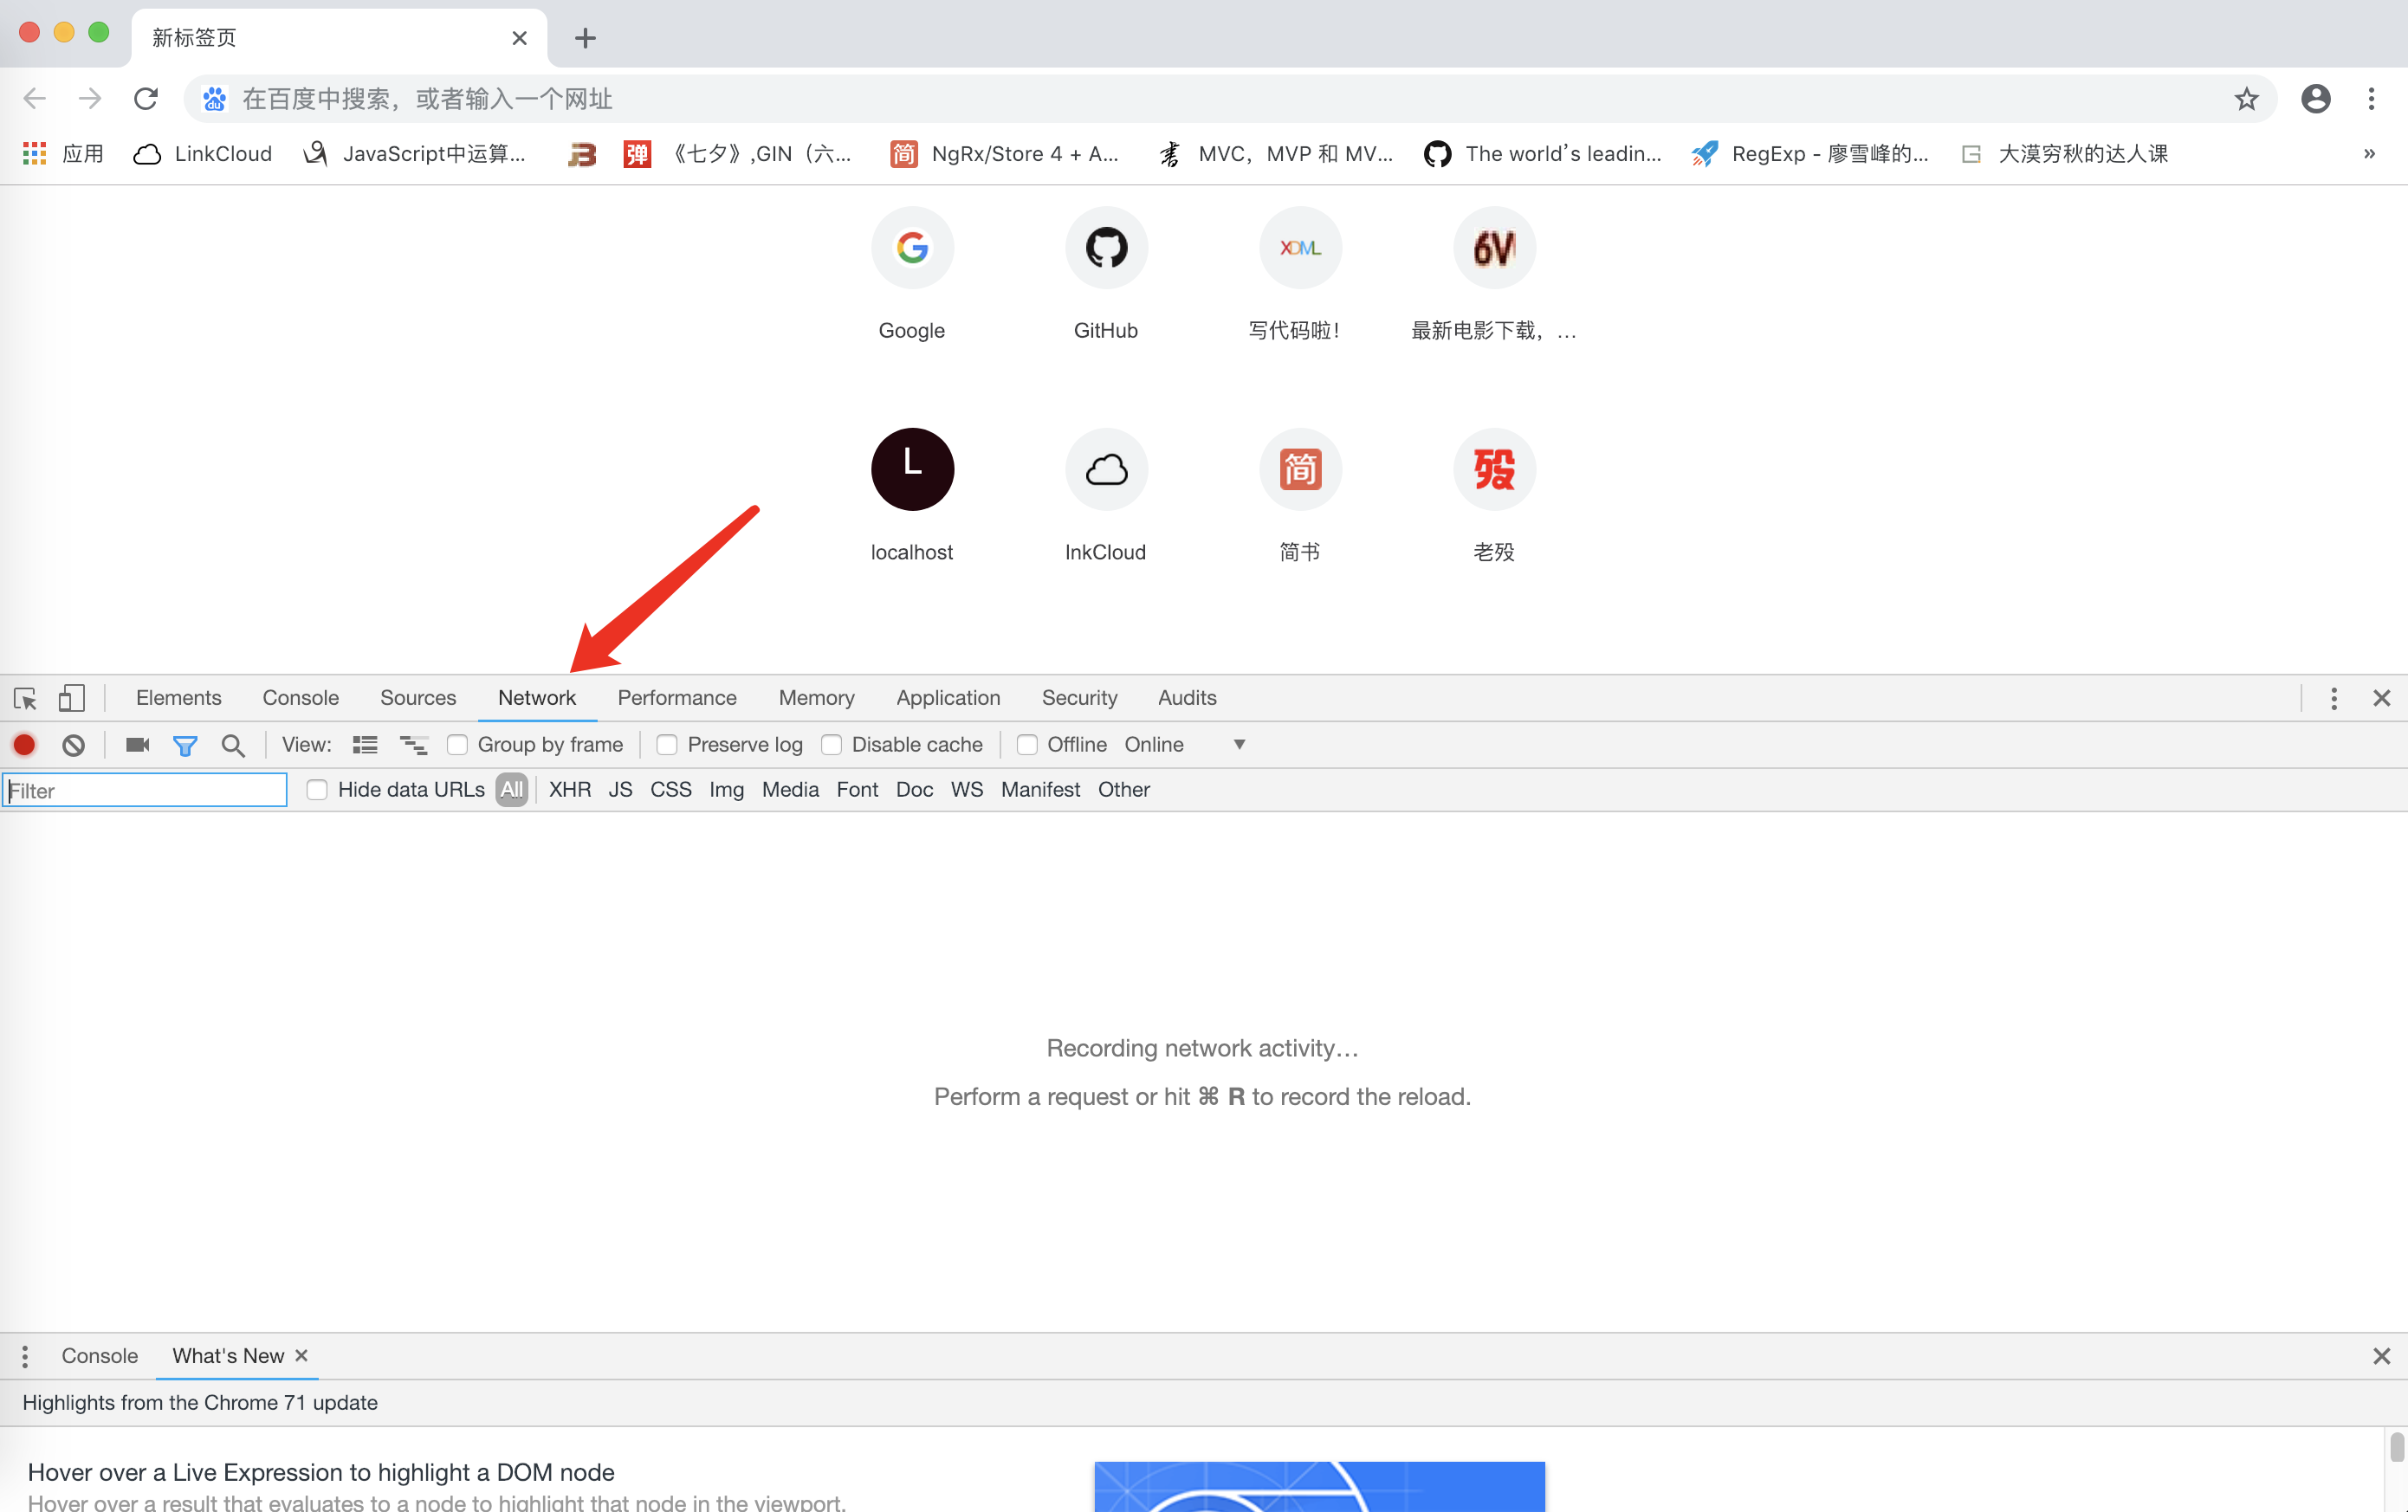 新标签页
在百度中搜索，或者输入一个网址
应用 LinkCloud JavaScript中运算... 弹 《七夕》,GIN（六... 简 NgRx/Store 4 + A... MVC，MVP 和 MV... The world's leadin... RegExp - 廖雪峰的... 大漠穷秋的达人课 »
XDML 6V
Google GitHub 写代码啦！ 最新电影下载，...
L 简 殁
localhost InkCloud 简书 老殁
Elements Console Sources Network Performance Memory Application Security Audits
View: Group by frame Preserve log Disable cache Offline Online
Filter Hide data URLs All XHR JS CSS Img Media Font Doc WS Manifest Other
Recording network activity…
Perform a request or hit ⌘ R to record the reload.
Console What's New
Highlights from the Chrome 71 update
Hover over a Live Expression to highlight a DOM node
Hover over a result that evaluates to a node to highlight that node in the viewport.